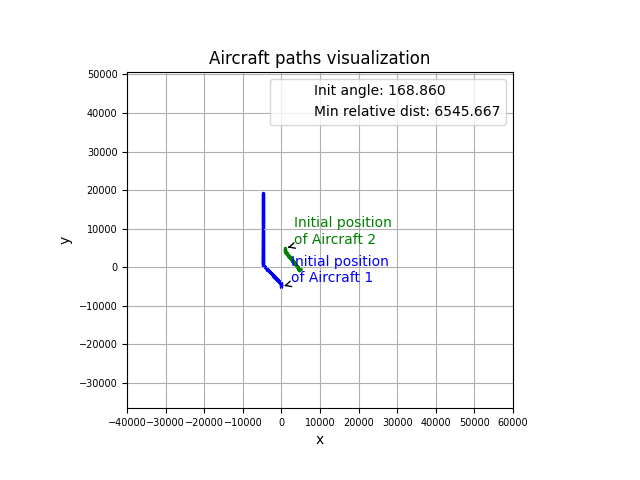 Aircraft paths visualization
50000
40000
30000
20000
10000
0
−10000
−20000
−30000
y
Init angle: 168.860
Min relative dist: 6545.667
Initial position
of Aircraft 2
Initial position
of Aircraft 1
−40000 −30000 −20000 −10000 0 10000 20000 30000 40000 50000 60000
x